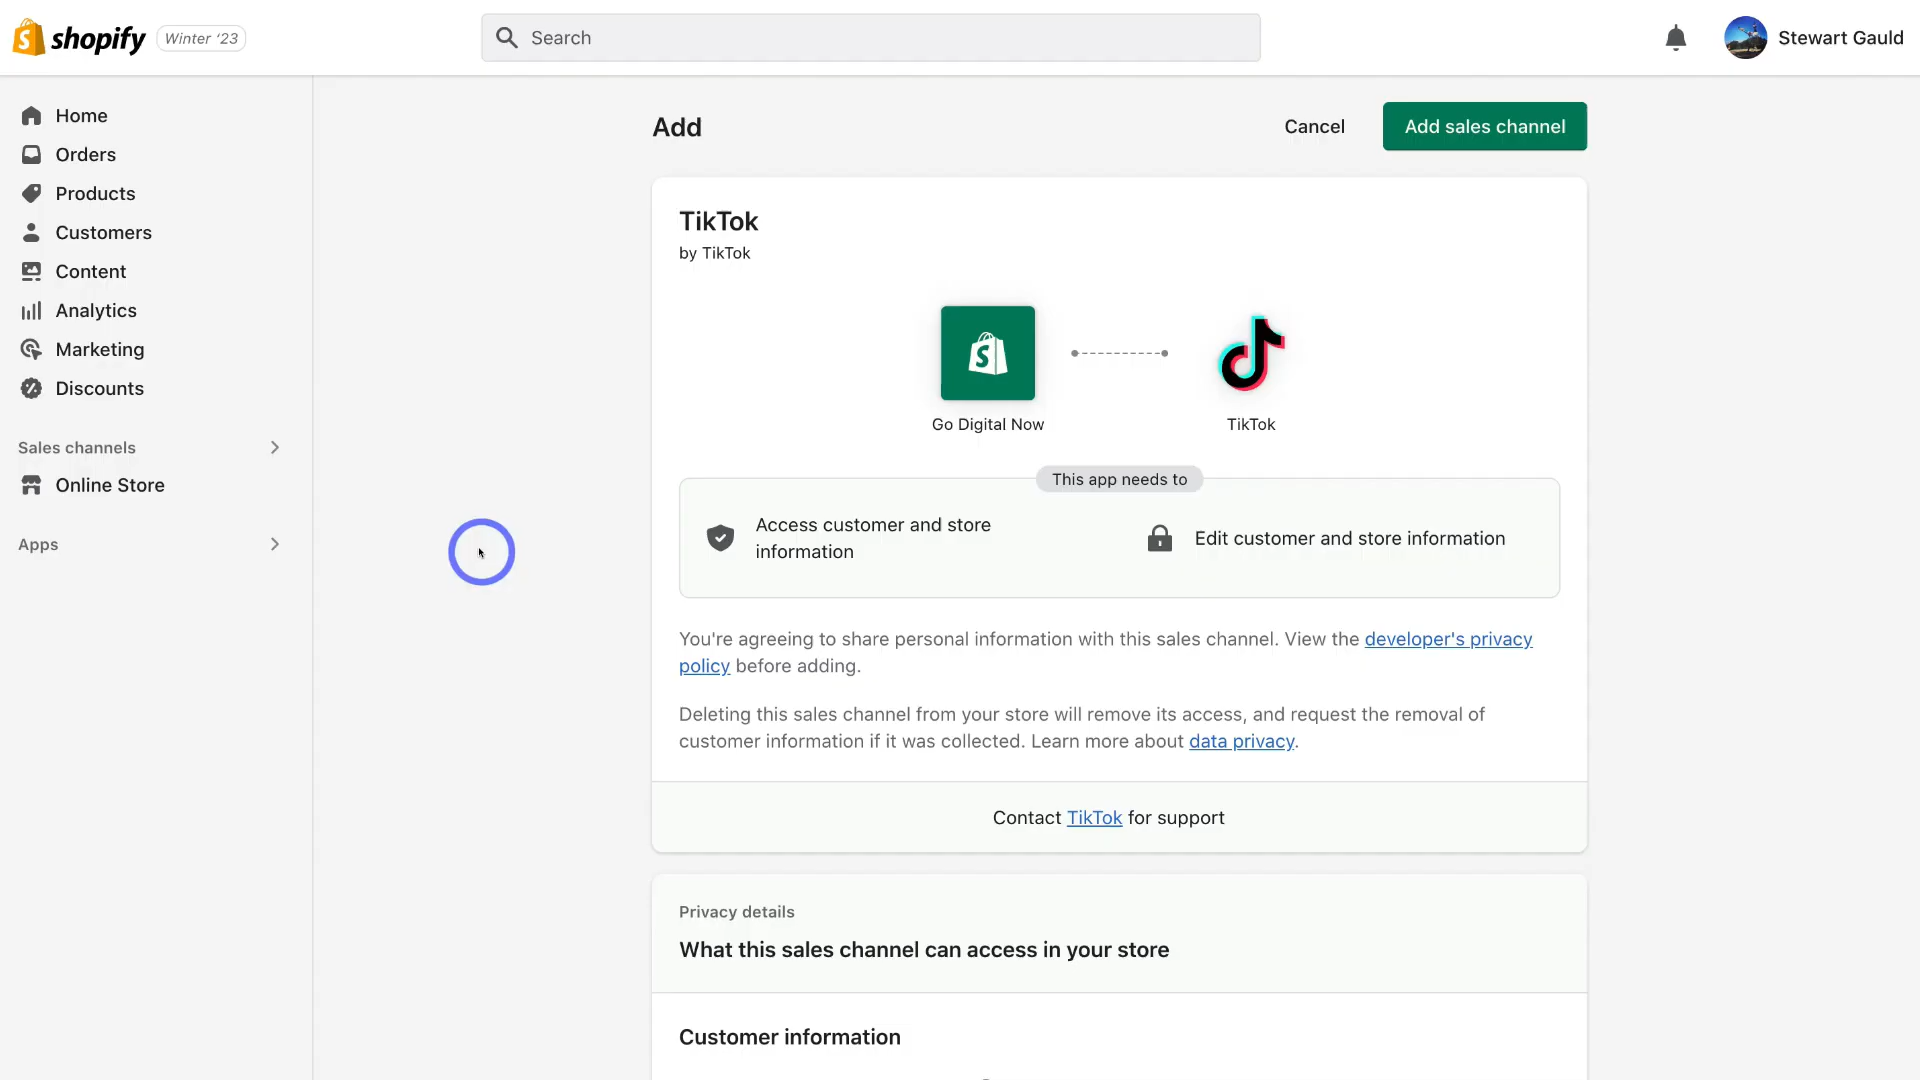 shopify
Winter ‘23
Search
Stewart Gauld
Home
Orders
Products
Customers
Content
Analytics
Marketing
Discounts
Sales channels
Online Store
Apps
Add
Cancel
Add sales channel
TikTok
by TikTok
Go Digital Now
TikTok
This app needs to
Access customer and store
information
Edit customer and store information
You're agreeing to share personal information with this sales channel. View the developer's privacy
policy before adding.
Deleting this sales channel from your store will remove its access, and request the removal of
customer information if it was collected. Learn more about data privacy.
Contact TikTok for support
Privacy details
What this sales channel can access in your store
Customer information